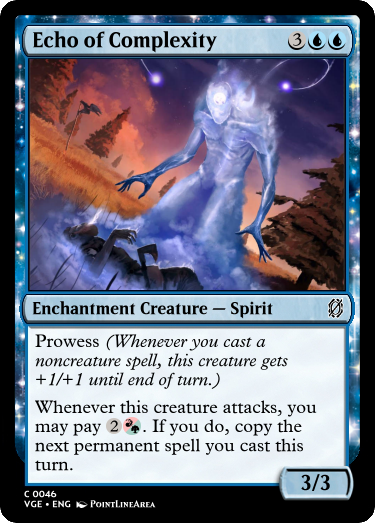 Echo of Complexity 3
Enchantment Creature — Spirit
Prowess (Whenever you cast a
noncreature spell, this creature gets
+1/+1 until end of turn.)
Whenever this creature attacks, you
may pay 2 . If you do, copy the
next permanent spell you cast this
turn.
3/3
C 0046
VGE • ENG PointLineArea